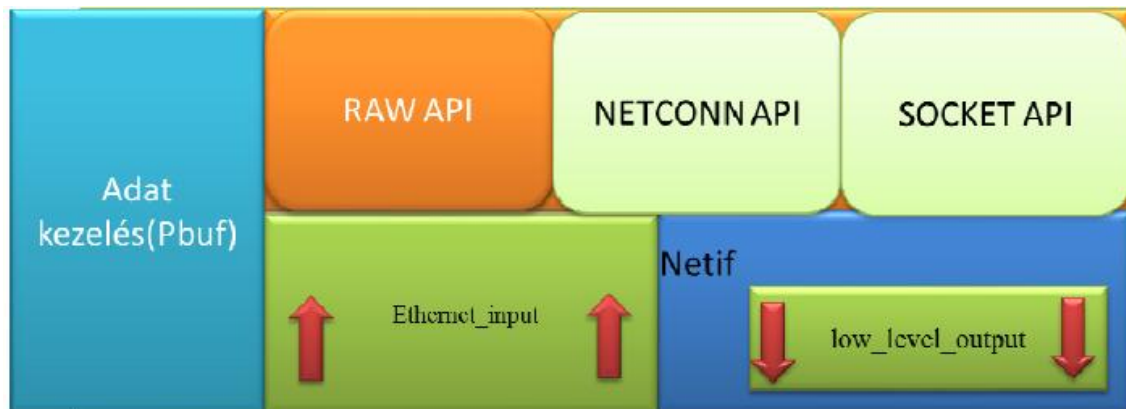 Adat
kezelés(Pbuf)
RAW API
NETCONN API
SOCKET API
Ethernet_input
Netif
low_level_output